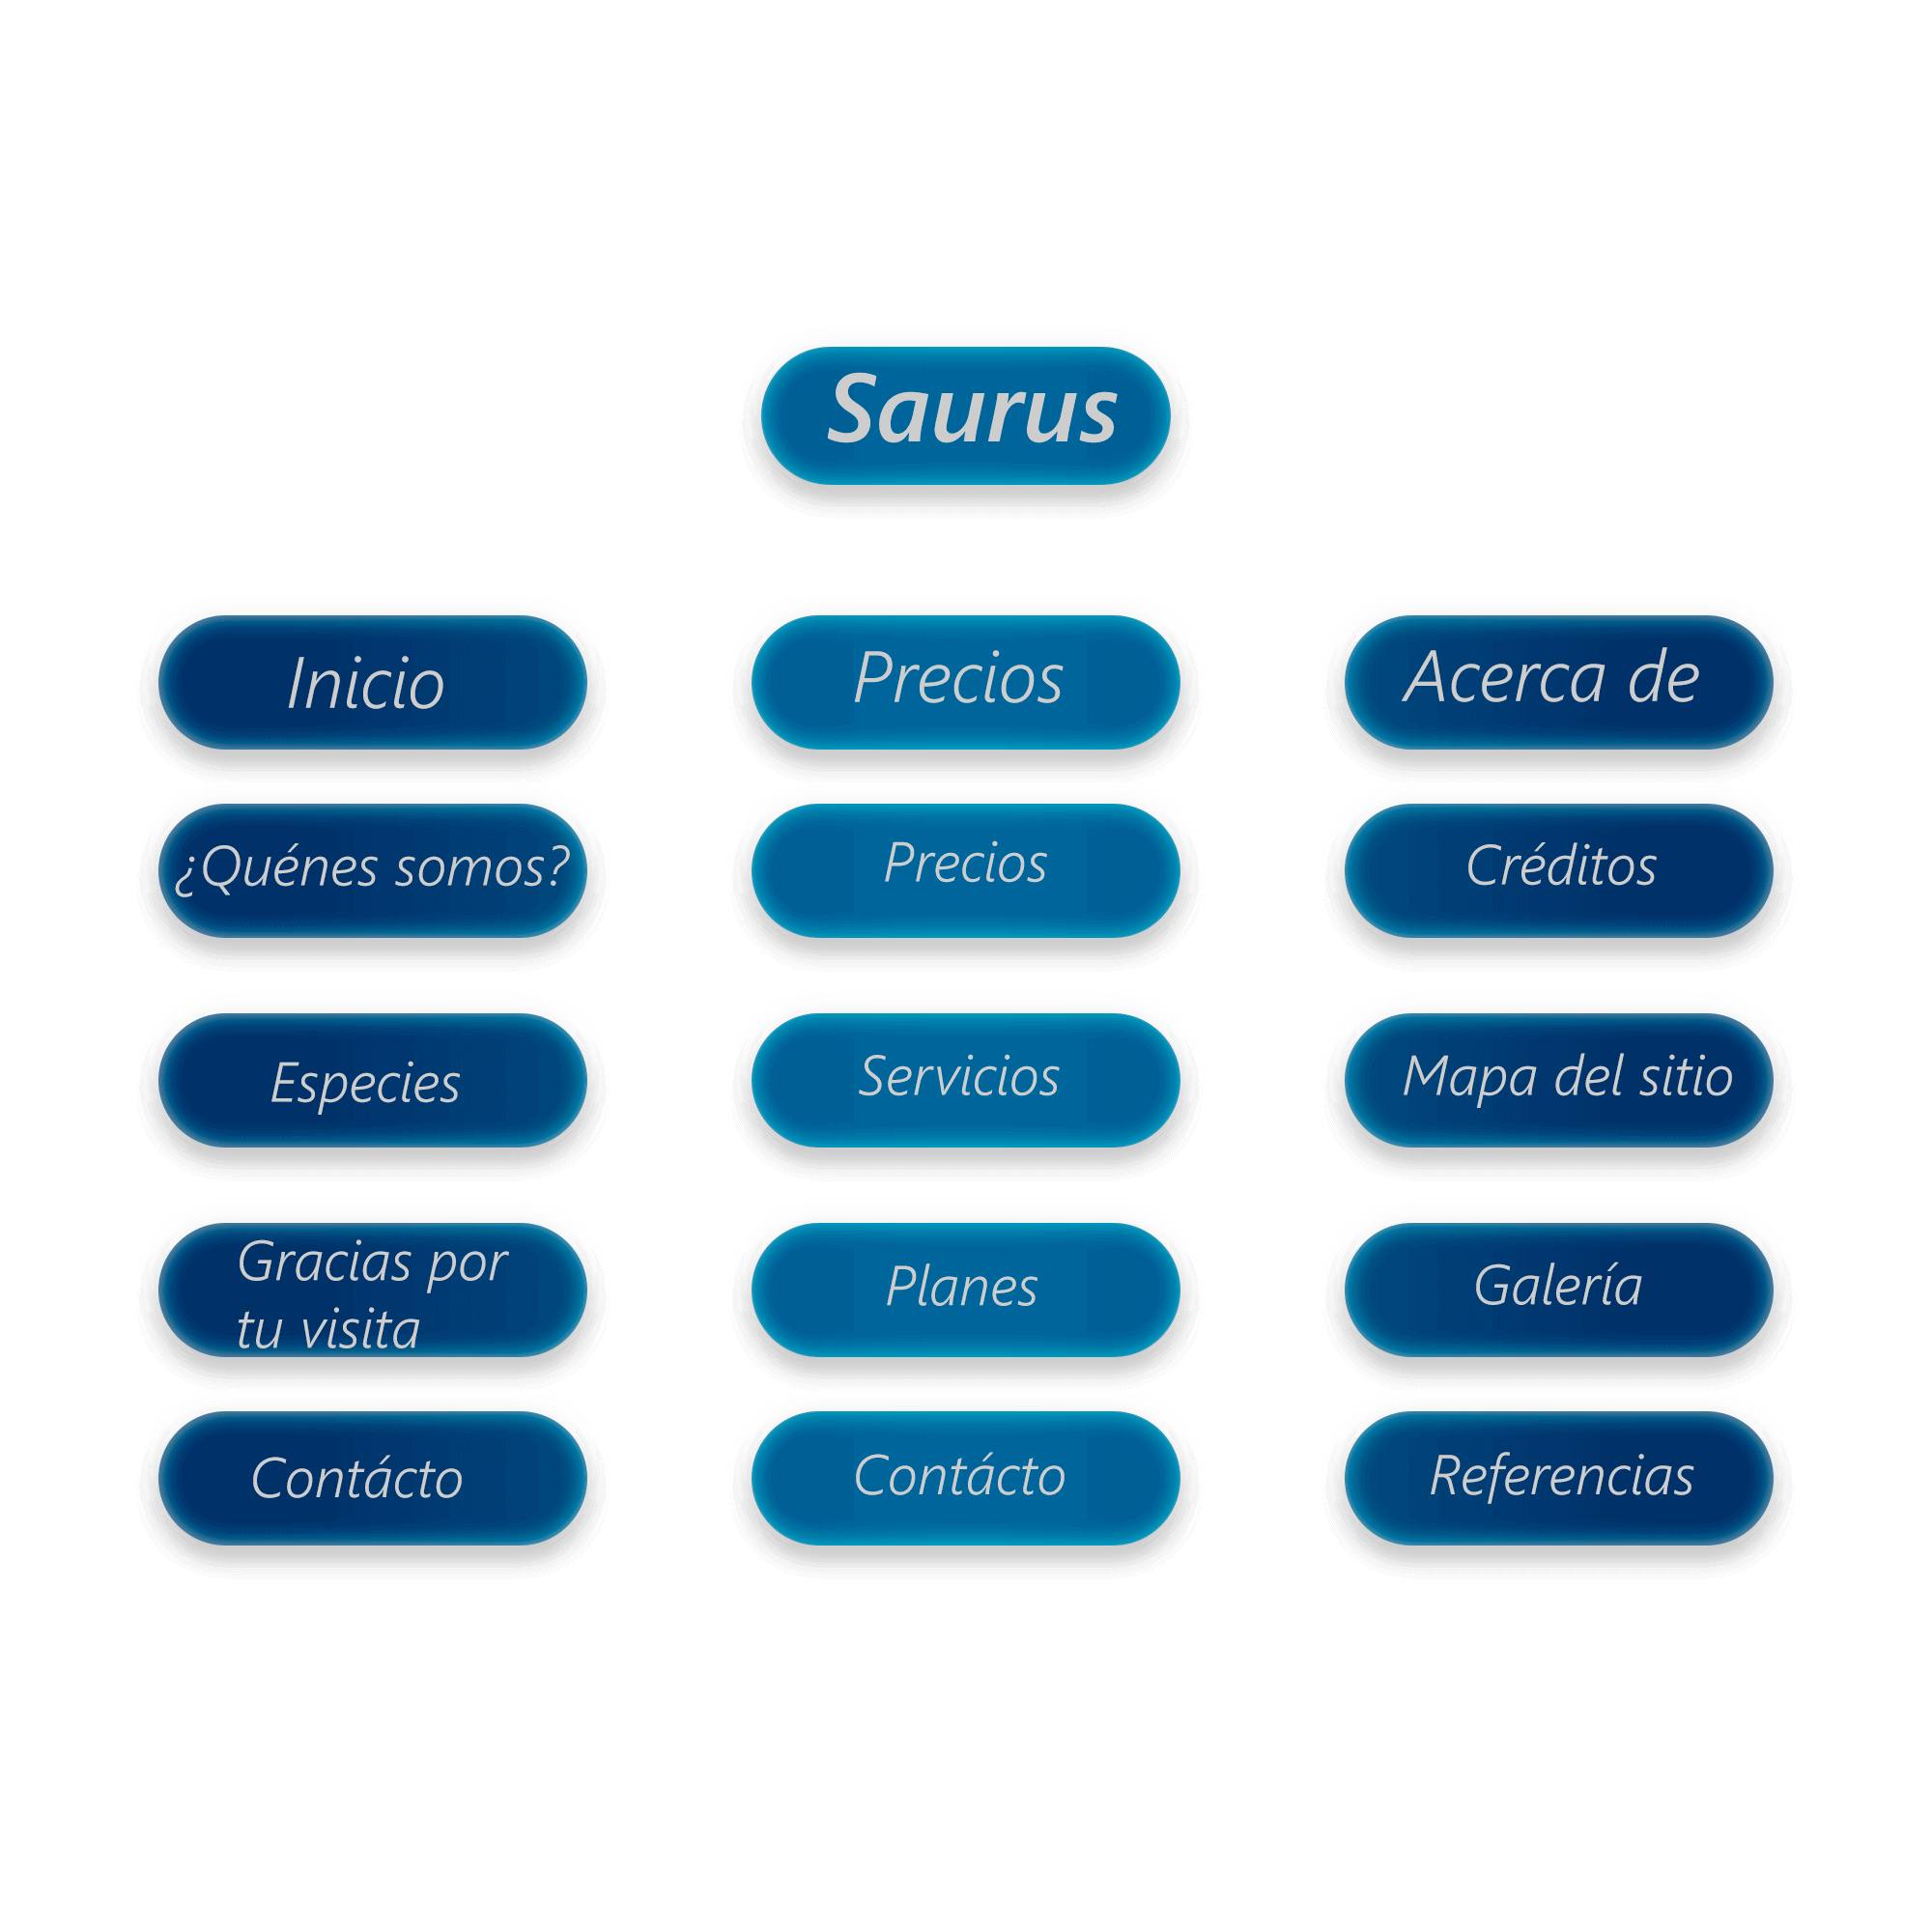 Saurus
Inicio
Precios
Acerca de
¿Quénes somos?
Precios
Créditos
Especies
Servicios
Mapa del sitio
Gracias por
tu visita
Planes
Galería
Contácto
Contácto
Referencias